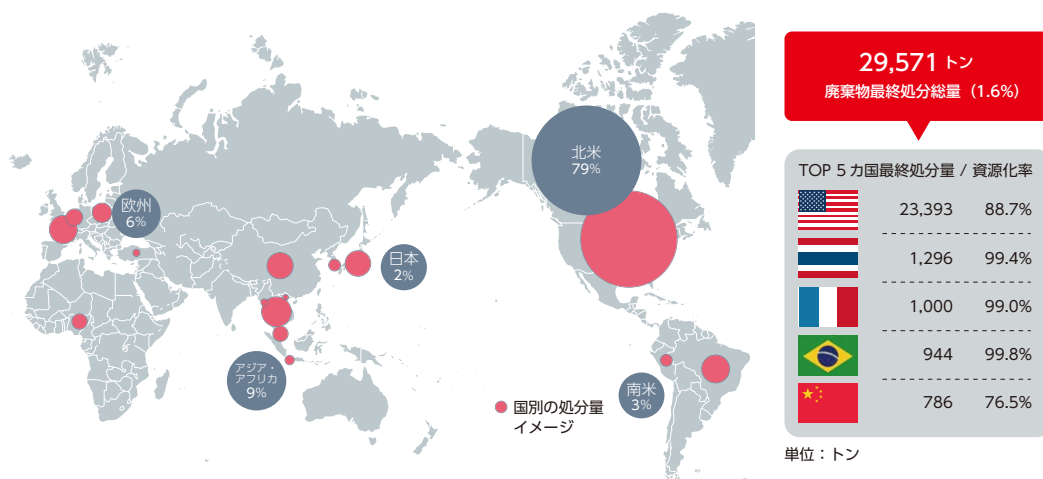 29,571 トン
廃棄物最終処分総量（1.6%）
北米
79%
欧州
6%
日本
2%
アジア・
アフリカ
9%
南米
3%
国別の処分量
イメージ
TOP 5 カ国最終処分量 / 資源化率
23,393 88.7%
1,296 99.4%
1,000 99.0%
944 99.8%
786 76.5%
単位：トン